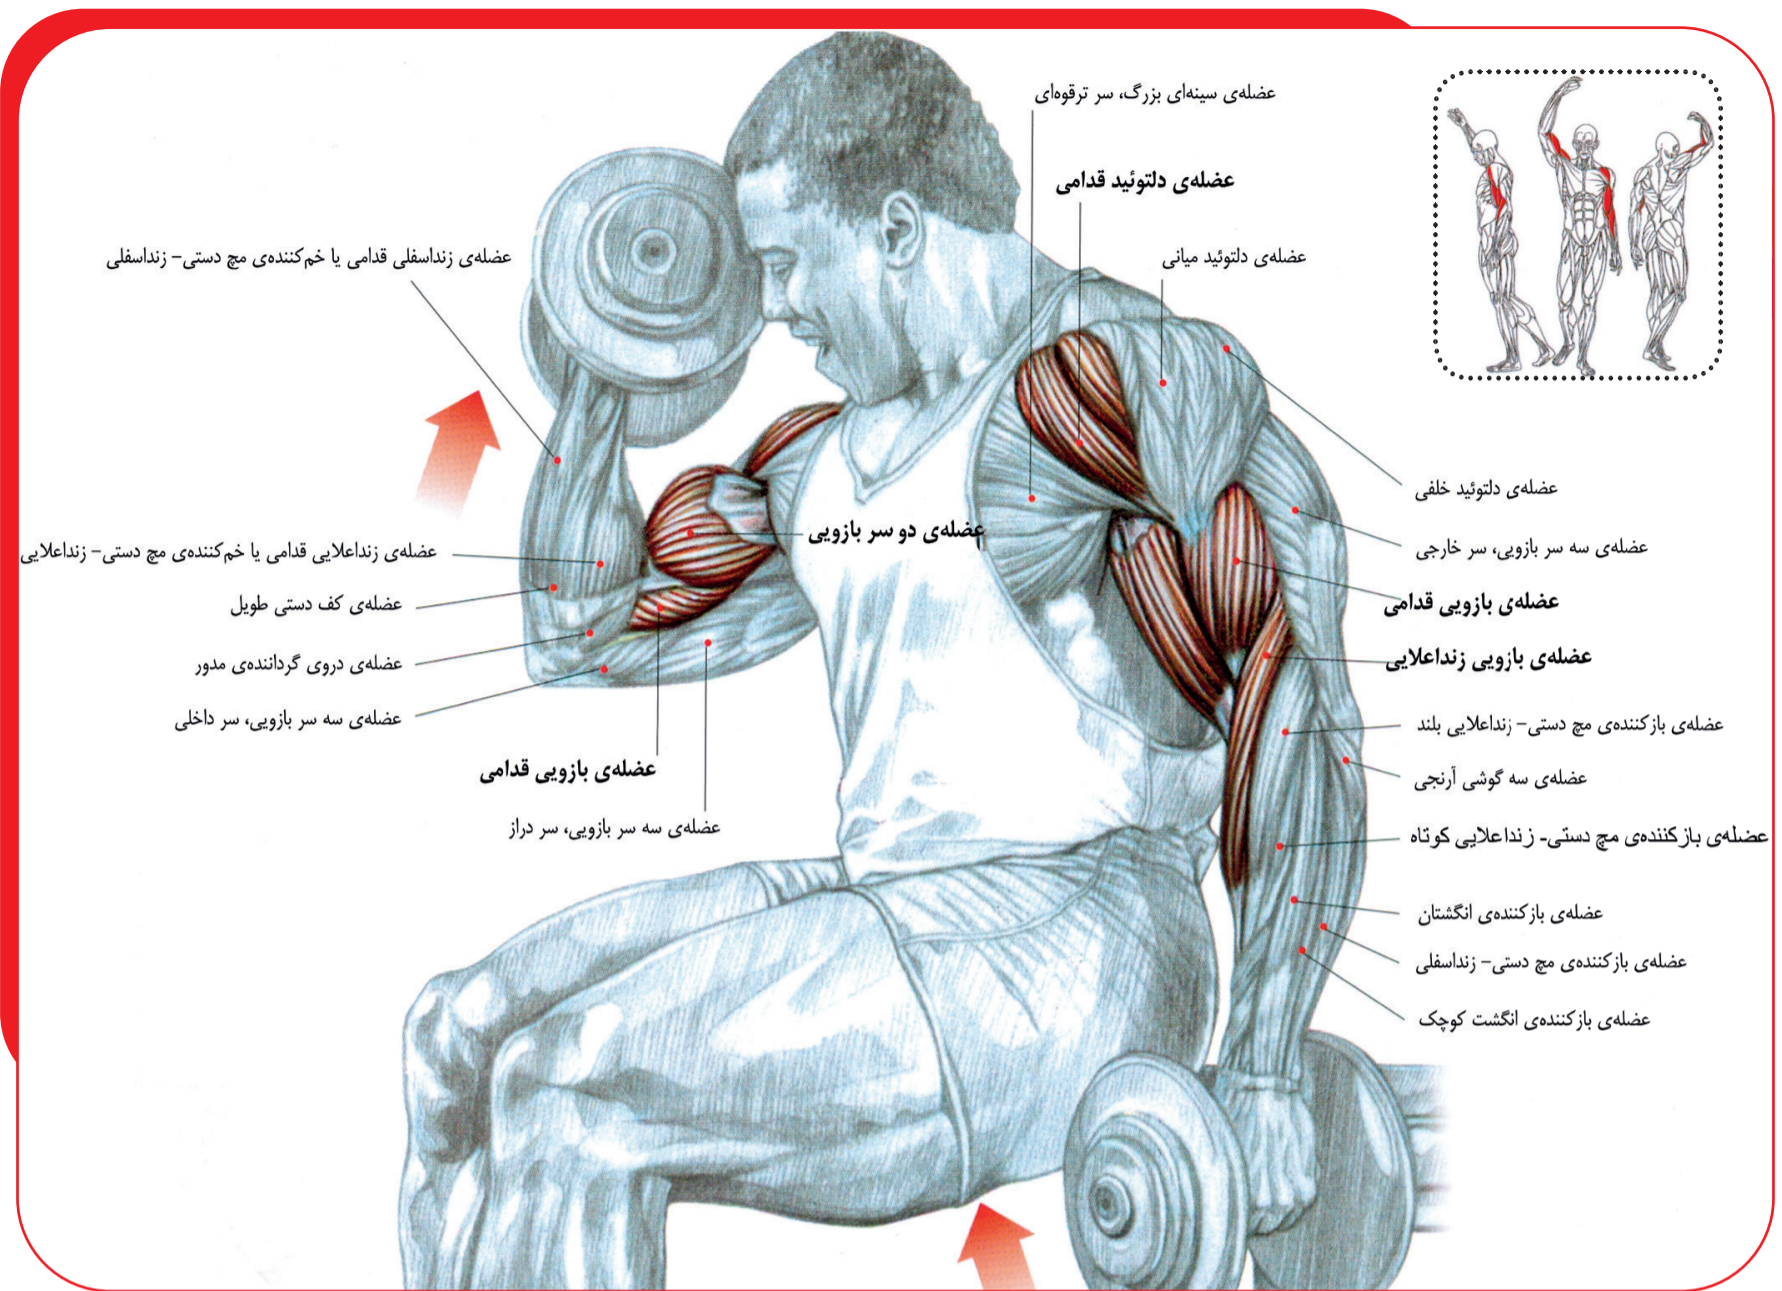 عضله‌ی سینه‌ای بزرگ، سر ترقوه‌ای
عضله‌ی دلتوئید قدامی
عضله‌ی دلتوئید میانی
عضله‌ی زنداسفلی قدامی یا خم‌کننده‌ی مچ دستی– زنداسفلی
عضله‌ی دلتوئید خلفی
عضله‌ی دو سر بازویی
عضله‌ی سه سر بازویی، سر خارجی
عضله‌ی زنداعلایی قدامی یا خم‌کننده‌ی مچ دستی– زنداعلایی
عضله‌ی بازویی قدامی
عضله‌ی کف دستی طویل
عضله‌ی بازویی زنداعلایی
عضله‌ی دروی گرداننده‌ی مدور
عضله‌ی سه سر بازویی، سر داخلی
عضله‌ی بازکننده‌ی مچ دستی– زنداعلایی بلند
عضله‌ی بازویی قدامی
عضله‌ی سه گوشی آرنجی
عضله‌ی سه سر بازویی، سر دراز
عضله‌ی بازکننده‌ی مچ دستی- زنداعلایی کوتاه
عضله‌ی بازکننده‌ی انگشتان
عضله‌ی بازکننده‌ی مچ دستی– زنداسفلی
عضله‌ی بازکننده‌ی انگشت کوچک